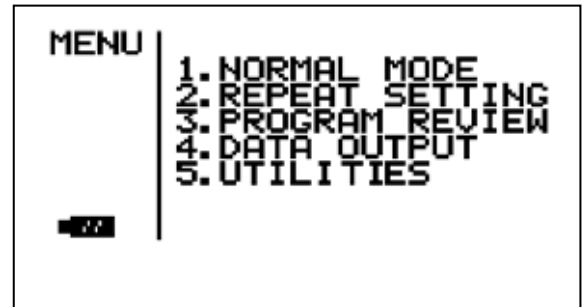 MENU
1.NORMAL MODE
2.REPEAT SETTING
3.PROGRAM REVIEW
4.DATA OUTPUT
5.UTILITIES